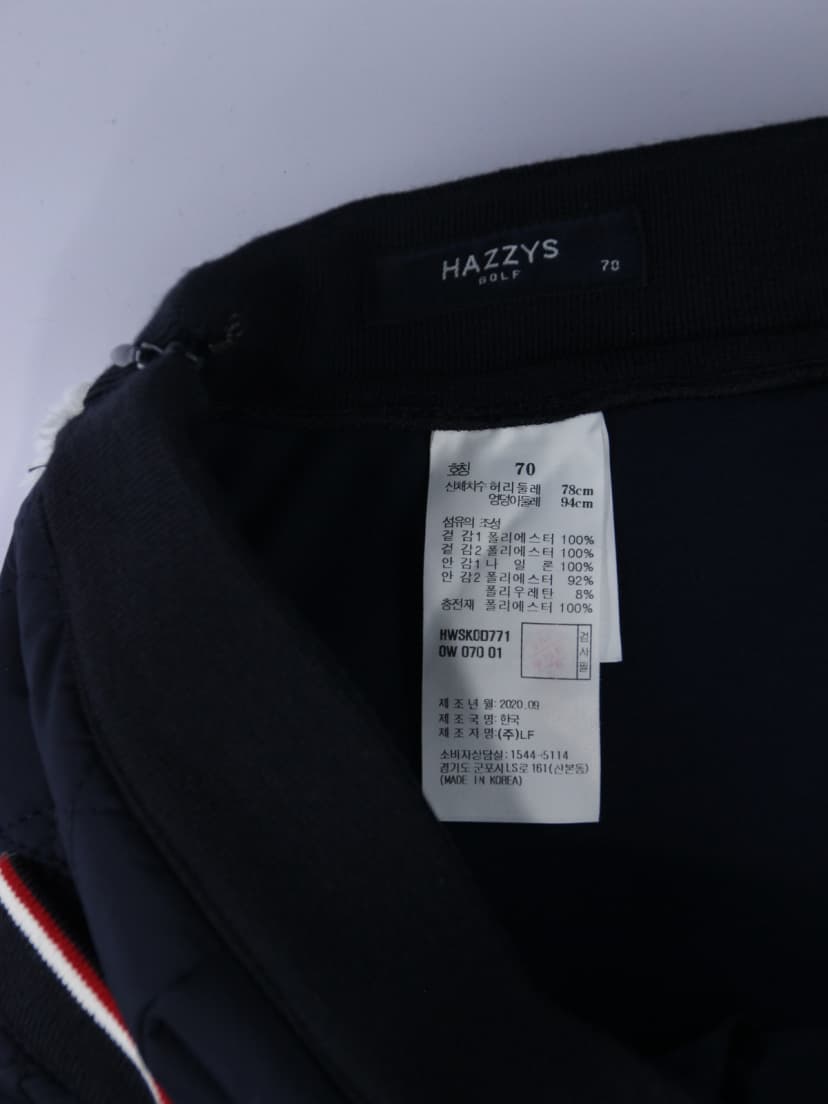 HAZZYS
GOLF
70
호칭 70
신체치수 허리둘레 78cm
엉덩이둘레 94cm
섬유의 조성
겉 감1 폴리에스터 100%
겉 감2 폴리에스터 100%
안 감1 나 일 론 100%
안 감2 폴리에스터 92%
폴리우레탄 8%
충전재 폴리에스터 100%
HWSK0D771
0W 070 01
검사필
제 조 년 월: 2020.09
제 조 국 명: 한국
제 조 자 명: (주)LF
소비자상담실: 1544-5114
경기도 군포시 LS로 161(산본동)
(MADE IN KOREA)